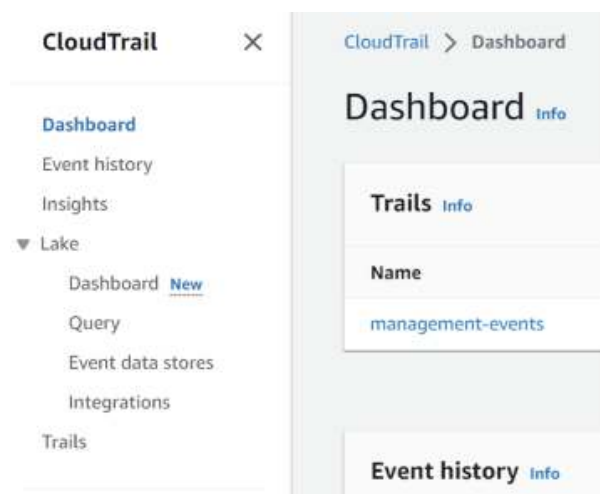 CloudTrail
Dashboard
Event history
Insights
Lake
Dashboard New
Query
Event data stores
Integrations
Trails
CloudTrail > Dashboard
Dashboard Info
Trails Info
Name
management-events
Event history Info